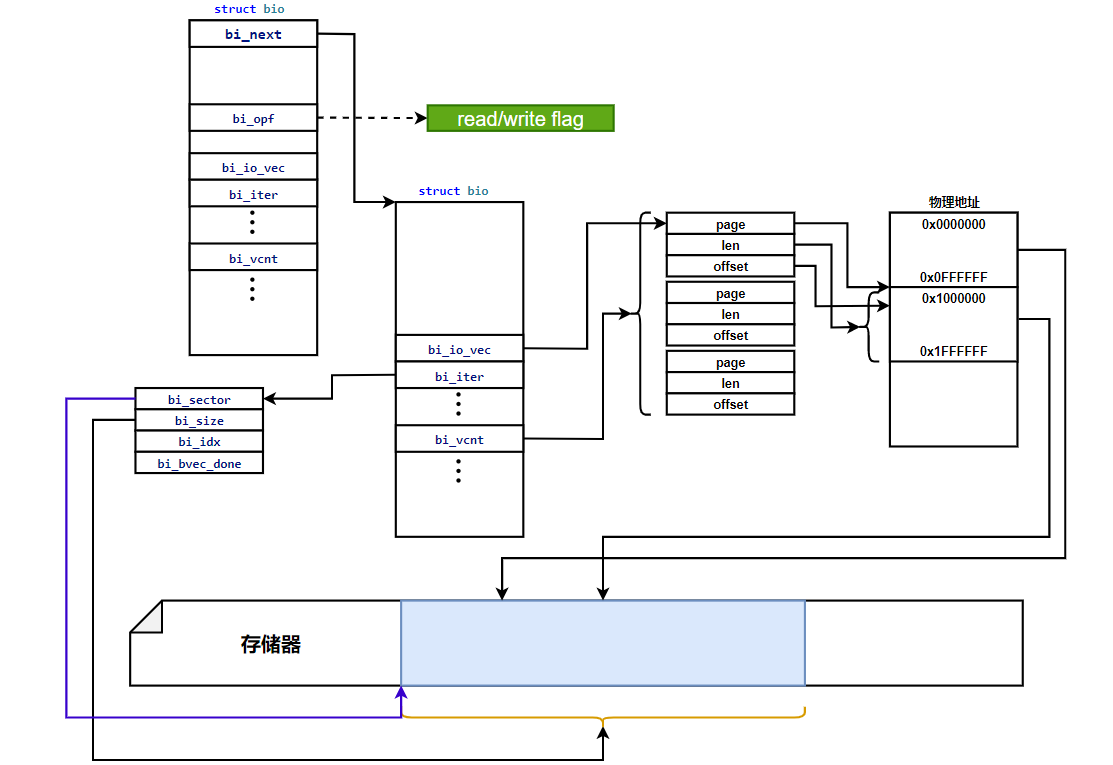 struct bio
bi_next
bi_opf
read/write flag
bi_io_vec
bi_iter
bi_vcnt
struct bio
bi_io_vec
bi_iter
bi_vcnt
page
len
offset
page
len
offset
page
len
offset
物理地址
0x0000000
0x0FFFFFF
0x1000000
0x1FFFFFF
bi_sector
bi_size
bi_idx
bi_bvec_done
存储器